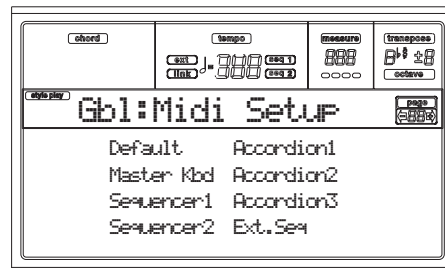 chord
tempo
measure
transpose
ext
link
seq 1
seq 2
octave
style play
Gbl:Midi Setup
page
Default Accordion1
Master Kbd Accordion2
Sequencer1 Accordion3
Sequencer2 Ext.Seq